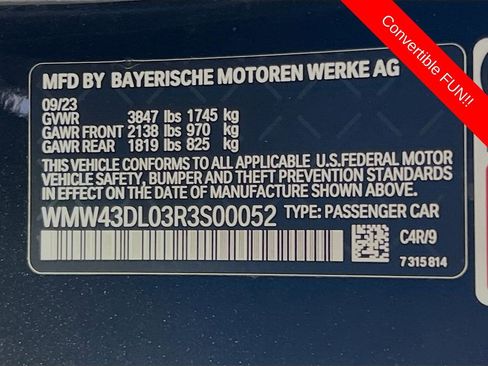 Convertible FUN!!
MFD BY BAYERISCHE MOTOREN WERKE AG
09/23
GVWR 3847 lbs 1745 kg
GAWR FRONT 2138 lbs 970 kg
GAWR REAR 1819 lbs 825 kg
THIS VEHICLE CONFORMS TO ALL APPLICABLE U.S.FEDERAL MOTOR
VEHICLE SAFETY, BUMPER AND THEFT PREVENTION STANDARDS
IN EFFECT ON THE DATE OF MANUFACTURE SHOWN ABOVE.
WMW43DL03R3S00052 TYPE: PASSENGER CAR
C4R/9
7315814